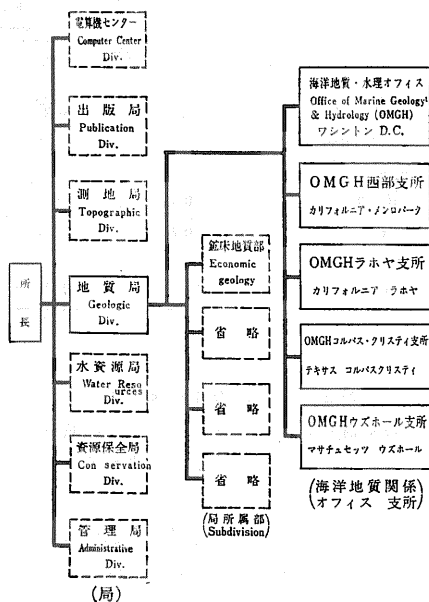 所
長
電算機センター
Computer Center
Div.
出版局
Publication
Div.
測地局
Topographic
Div.
地質局
Geologic
Div.
水資源局
Water Reso
urces
Div.
資源保全局
Con servation
Div.
管理局
Administrative
Div.
(局)
鉱床地質部
Economic
geology
省略
省略
省略
(局所属部)
(Subdivision)
海洋地質・水理オフィス
Office of Marine Geology
& Hydrology (OMGH)
ワシントン D.C.
OMGH西部支所
カリフォルニア・メンロパーク
OMGHラホヤ支所
カリフォルニア ラホヤ
OMGHコルパス・クリスティ支所
テキサス コルパスクリスティ
OMGHウズホール支所
マサチュセッツ ウズホール
(海洋地質関係)
(オフィス 支所)